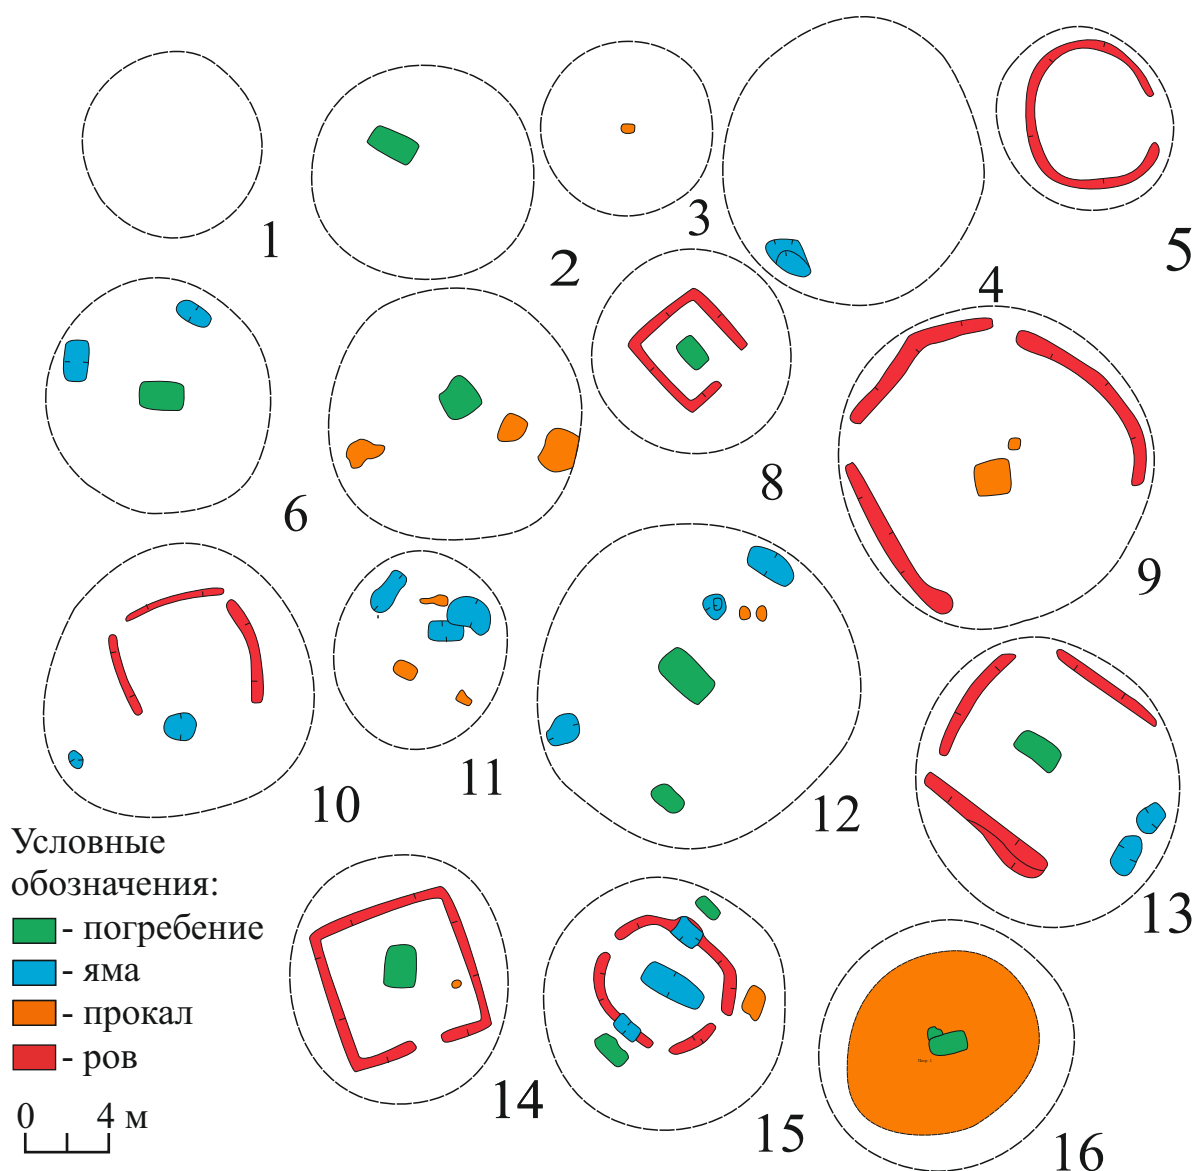 1
2
3
4
5
6
8
9
10
11
12
13
14
15
16
Условные
обозначения:
- погребение
- яма
- прокал
- ров
0 4 м